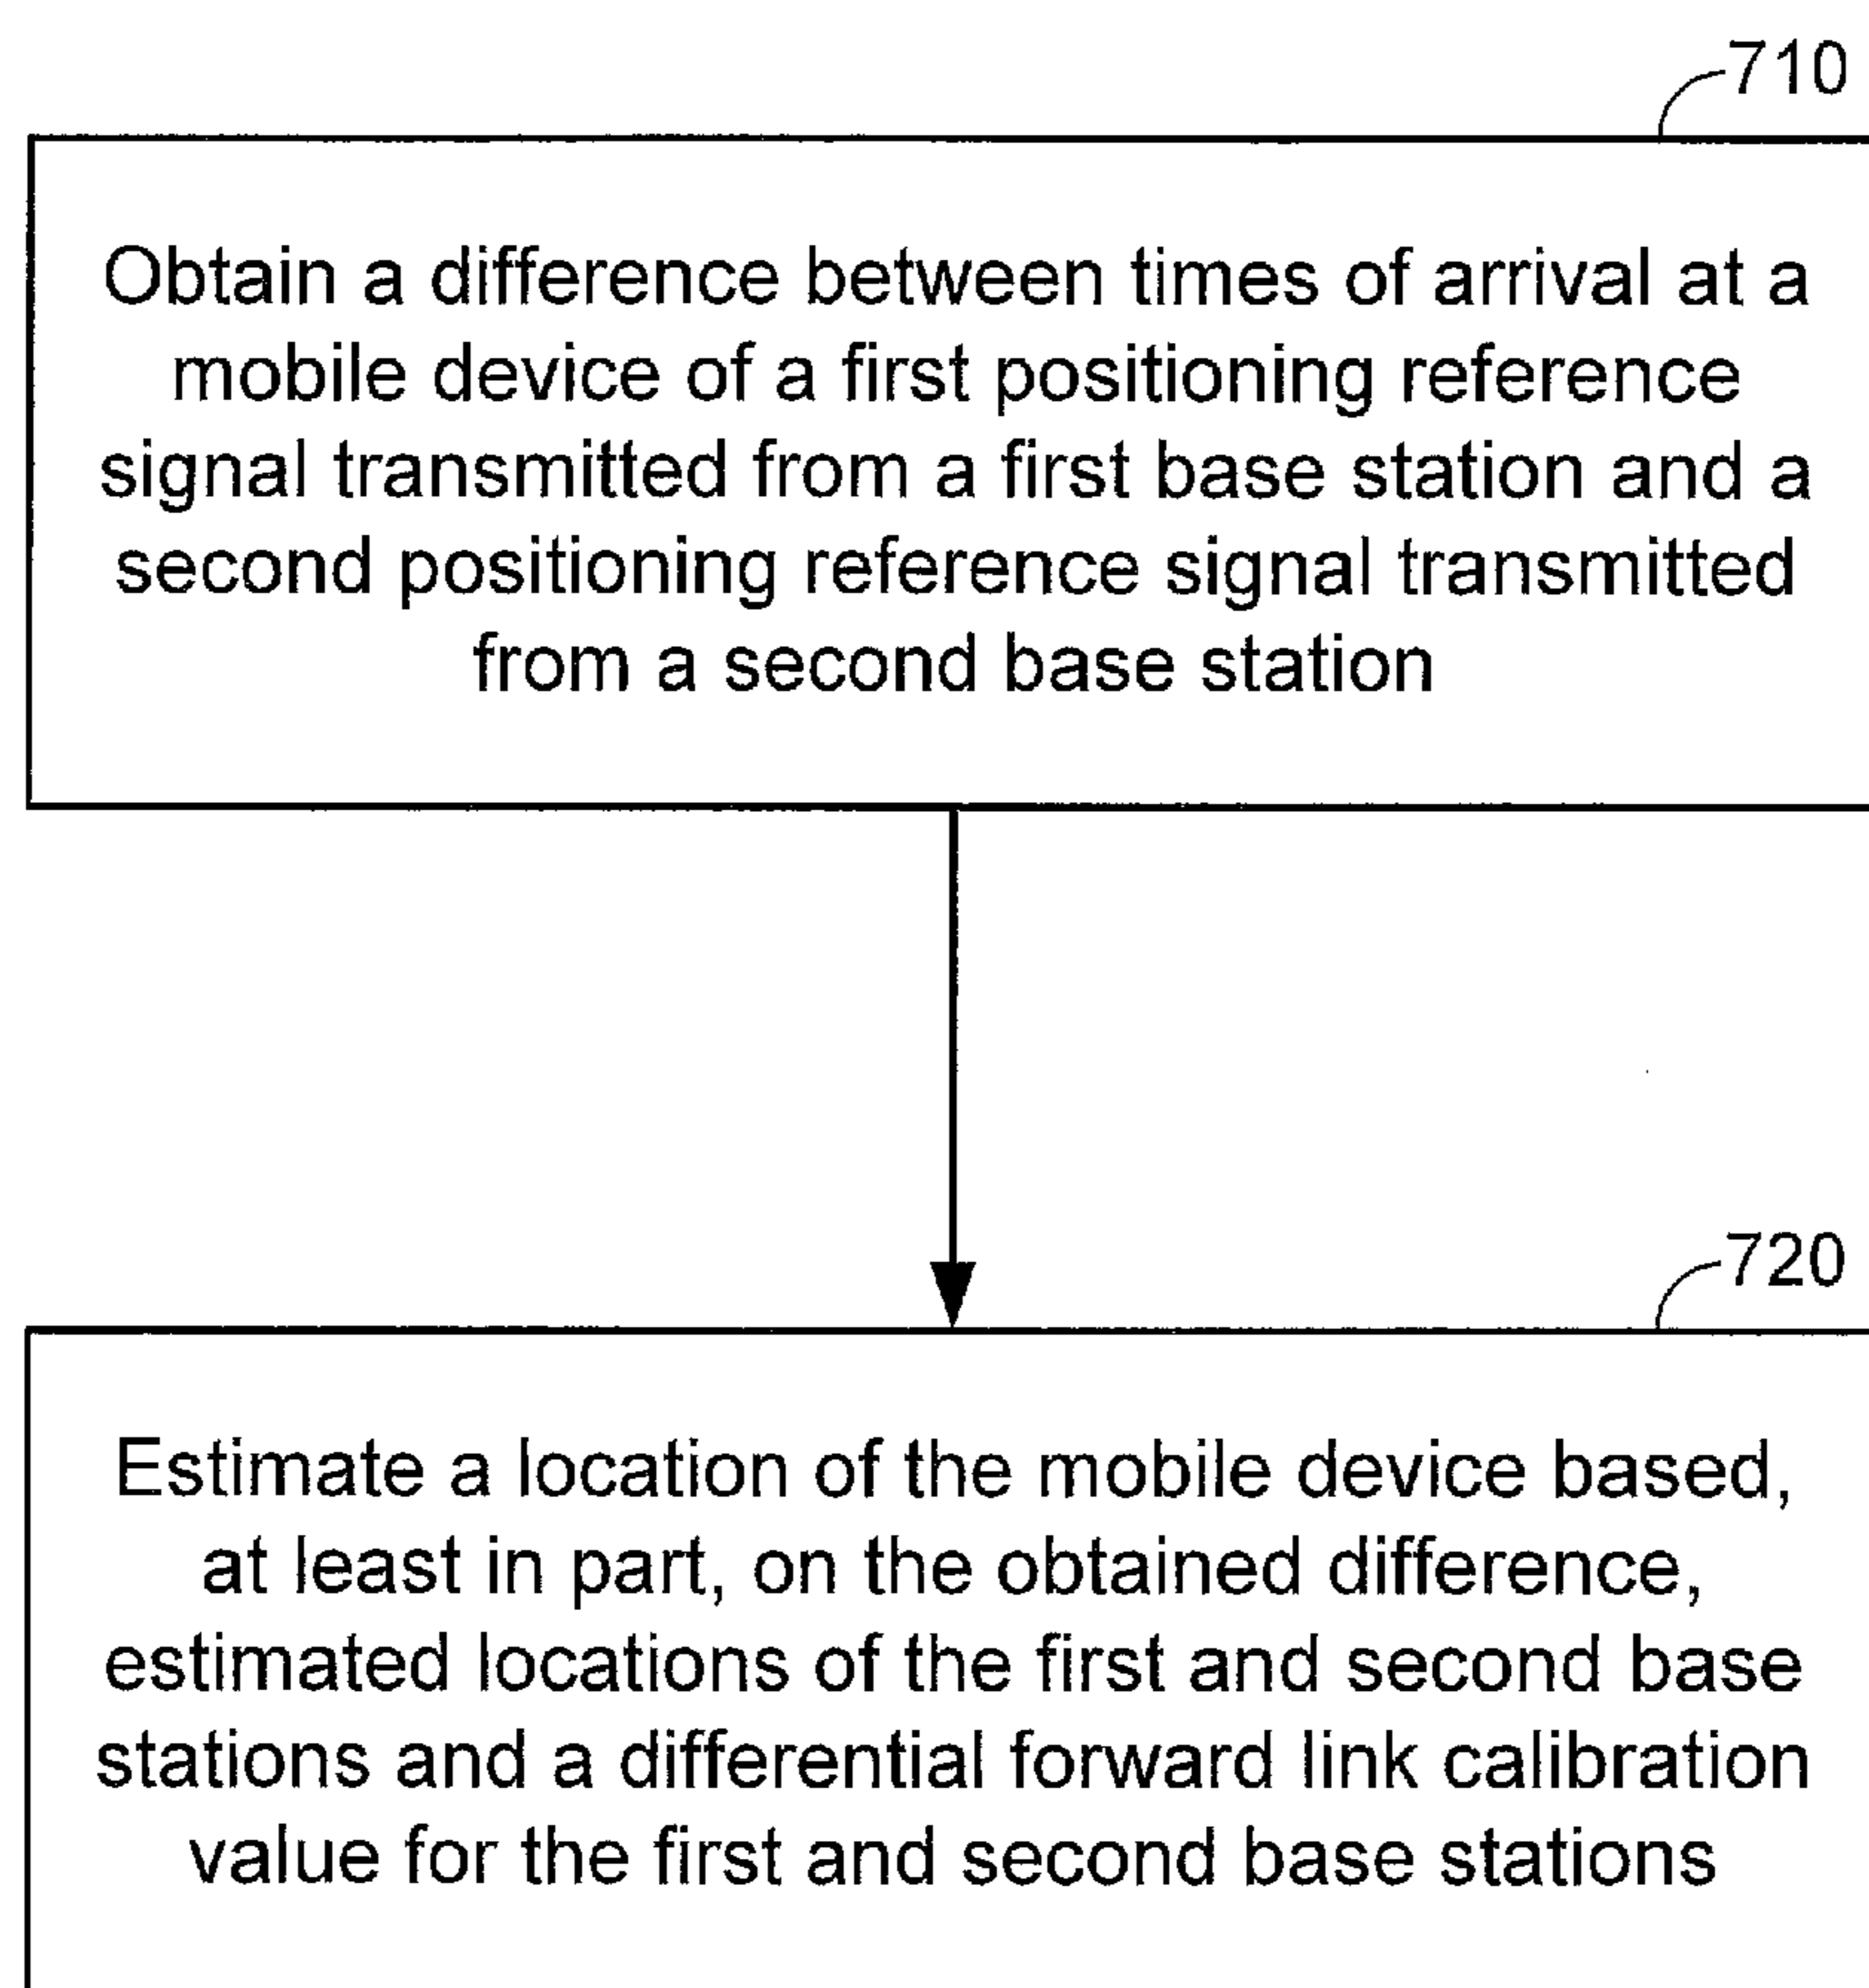 710
Obtain a difference between times of arrival at a
mobile device of a first positioning reference
signal transmitted from a first base station and a
second positioning reference signal transmitted
from a second base station
720
Estimate a location of the mobile device based,
at least in part, on the obtained difference,
estimated locations of the first and second base
stations and a differential forward link calibration
value for the first and second base stations